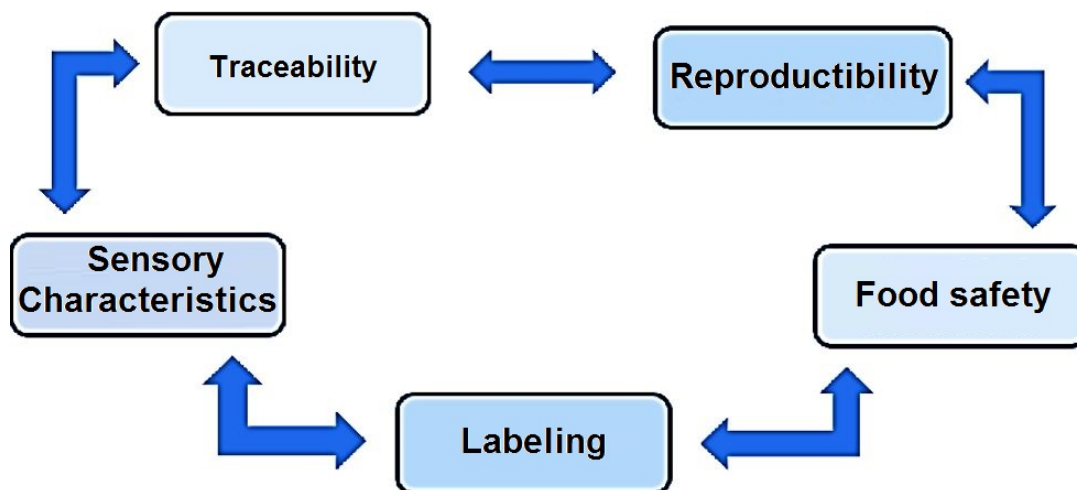 Traceability
Reproductibility
Sensory
Characteristics
Food safety
Labeling